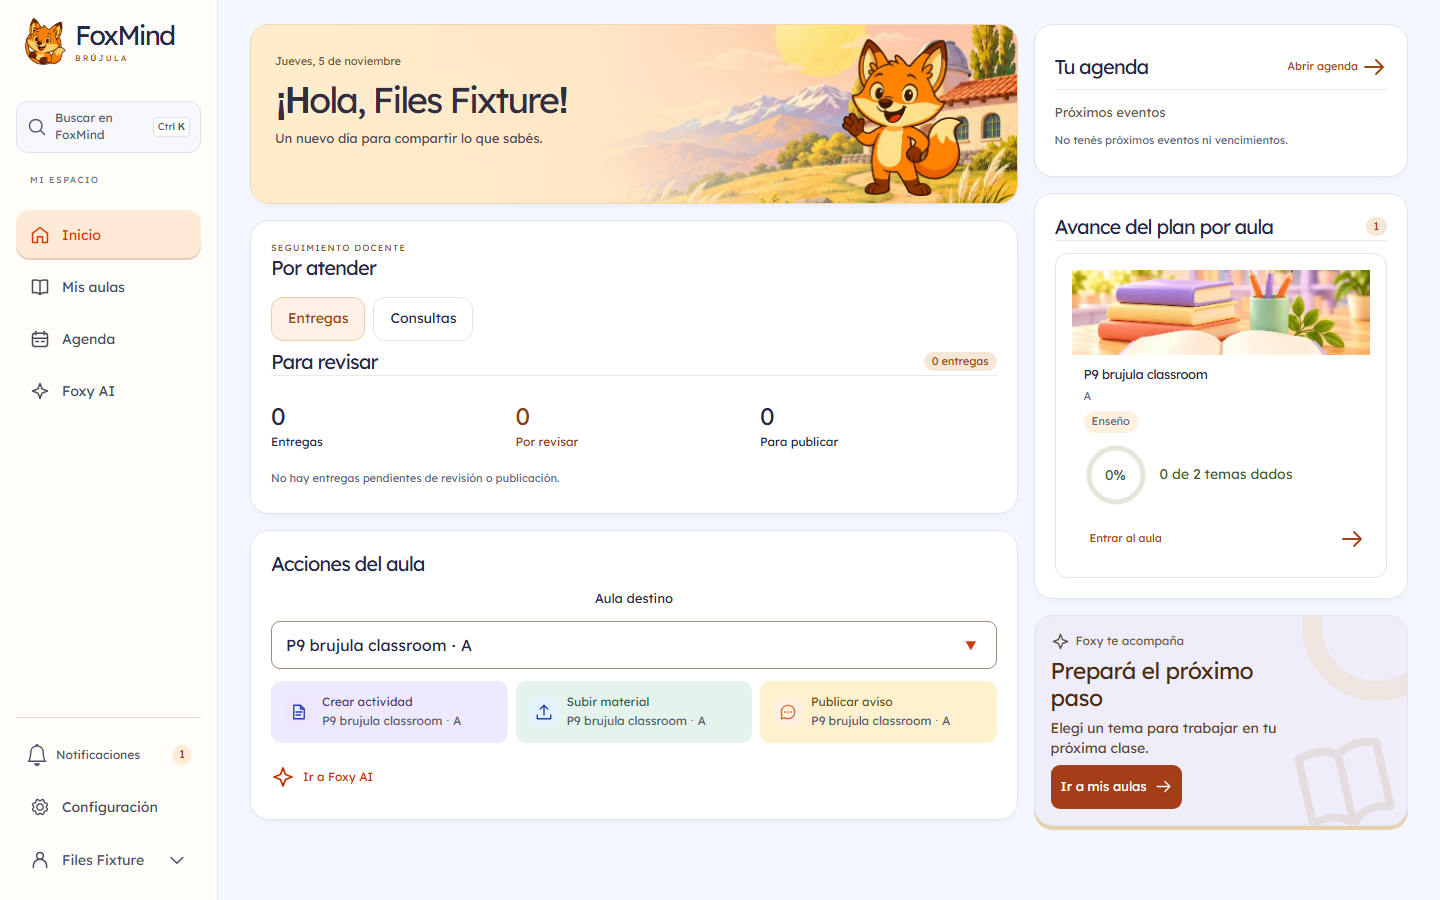 FoxMind
BRÚJULA
Buscar en
FoxMind
Ctrl K
MI ESPACIO
Inicio
Mis aulas
Agenda
Foxy AI
Notificaciones
1
Configuración
Files Fixture
Jueves, 5 de noviembre
¡Hola, Files Fixture!
Un nuevo día para compartir lo que sabés.
SEGUIMIENTO DOCENTE
Por atender
Entregas
Consultas
Para revisar
0 entregas
0
Entregas
0
Por revisar
0
Para publicar
No hay entregas pendientes de revisión o publicación.
Acciones del aula
Aula destino
P9 brujula classroom · A
Crear actividad
P9 brujula classroom · A
Subir material
P9 brujula classroom · A
Publicar aviso
P9 brujula classroom · A
Ir a Foxy AI
Tu agenda
Abrir agenda
Próximos eventos
No tenés próximos eventos ni vencimientos.
Avance del plan por aula
1
P9 brujula classroom
A
Enseño
0%
0 de 2 temas dados
Entrar al aula
Foxy te acompaña
Prepará el próximo
paso
Elegí un tema para trabajar en tu
próxima clase.
Ir a mis aulas